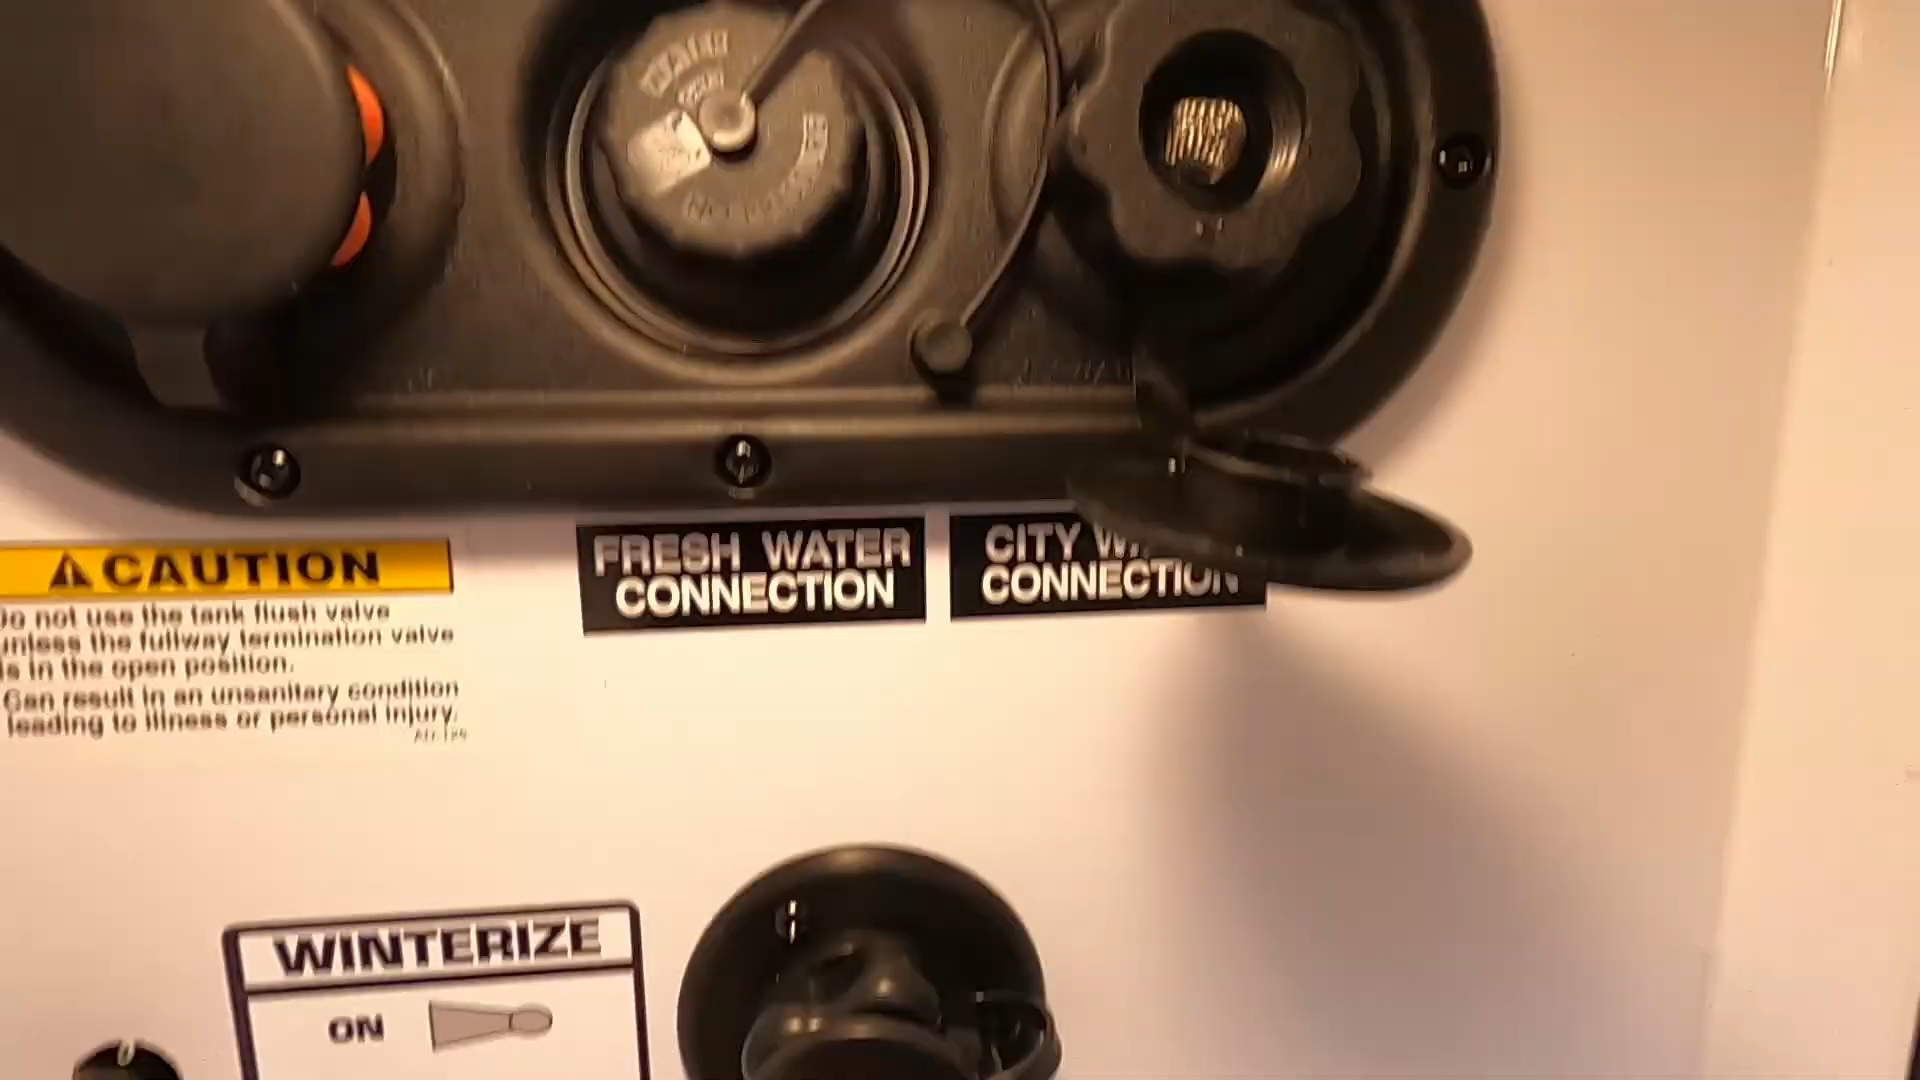 WATER
CAUTION
Do not use the tank flush valve
unless the fullway termination valve
is in the open position.
Can result in an unsanitary condition
leading to illness or personal injury.
FRESH WATER
CONNECTION
CITY
CONNECTION
WINTERIZE
ON